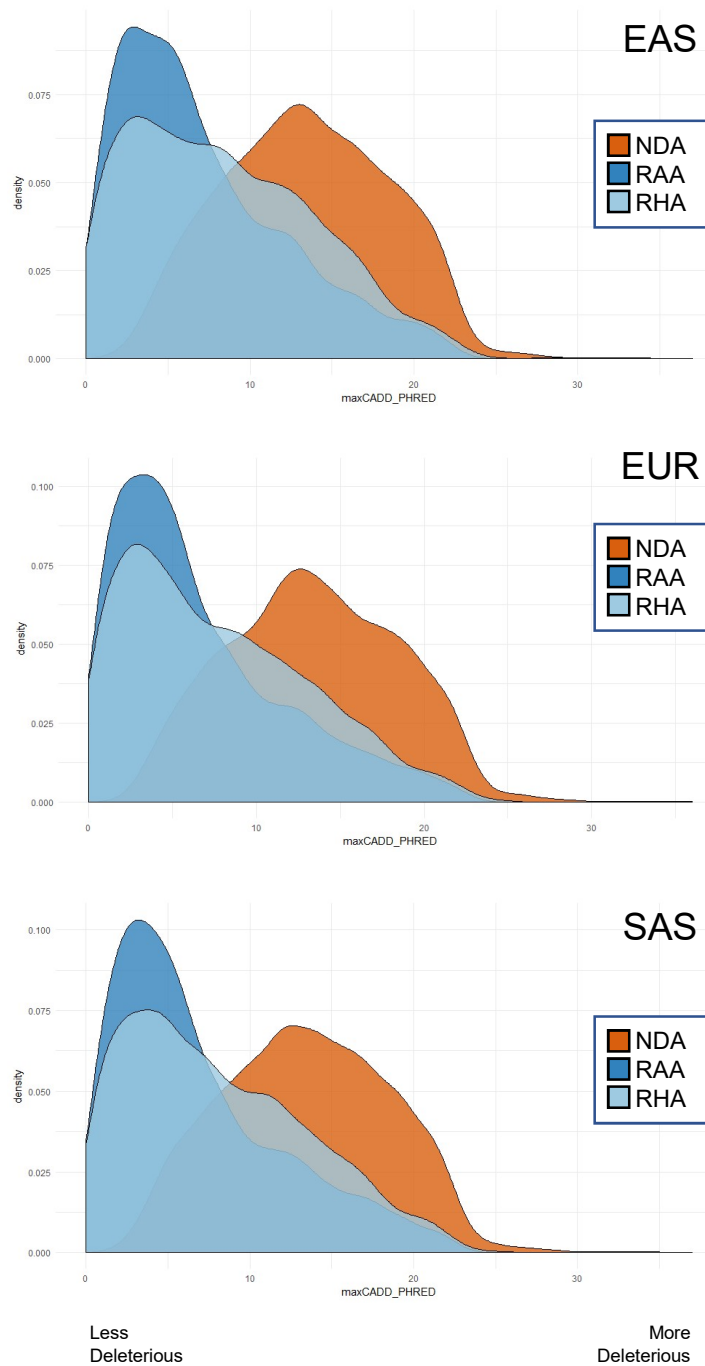 EAS
NDA
RAA
RHA
0.075
0.050
0.025
0.000
density
0
10
20
30
maxCADD_PHRED
EUR
NDA
RAA
RHA
0.100
0.075
0.050
0.025
0.000
density
0
10
20
30
maxCADD_PHRED
SAS
NDA
RAA
RHA
0.100
0.075
0.050
0.025
0.000
density
0
10
20
30
maxCADD_PHRED
Less
Deleterious
More
Deleterious